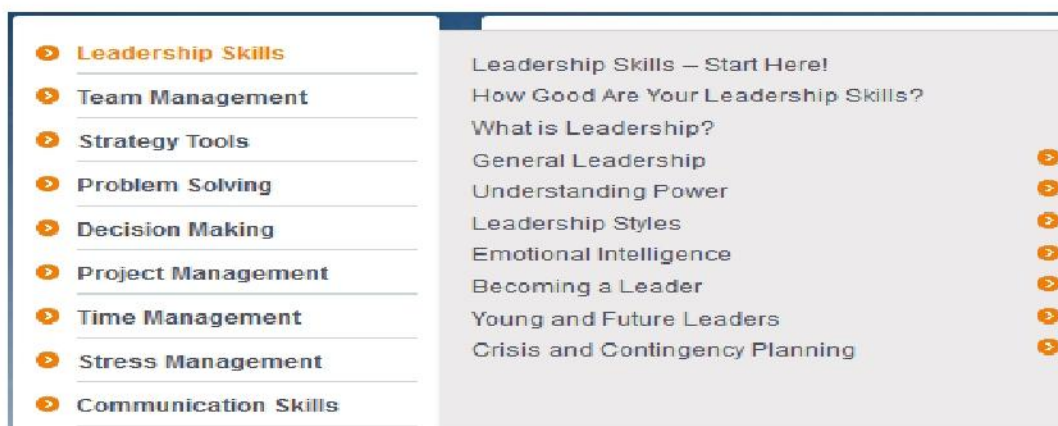 Leadership Skills
Team Management
Strategy Tools
Problem Solving
Decision Making
Project Management
Time Management
Stress Management
Communication Skills
Leadership Skills – Start Here!
How Good Are Your Leadership Skills?
What is Leadership?
General Leadership
Understanding Power
Leadership Styles
Emotional Intelligence
Becoming a Leader
Young and Future Leaders
Crisis and Contingency Planning